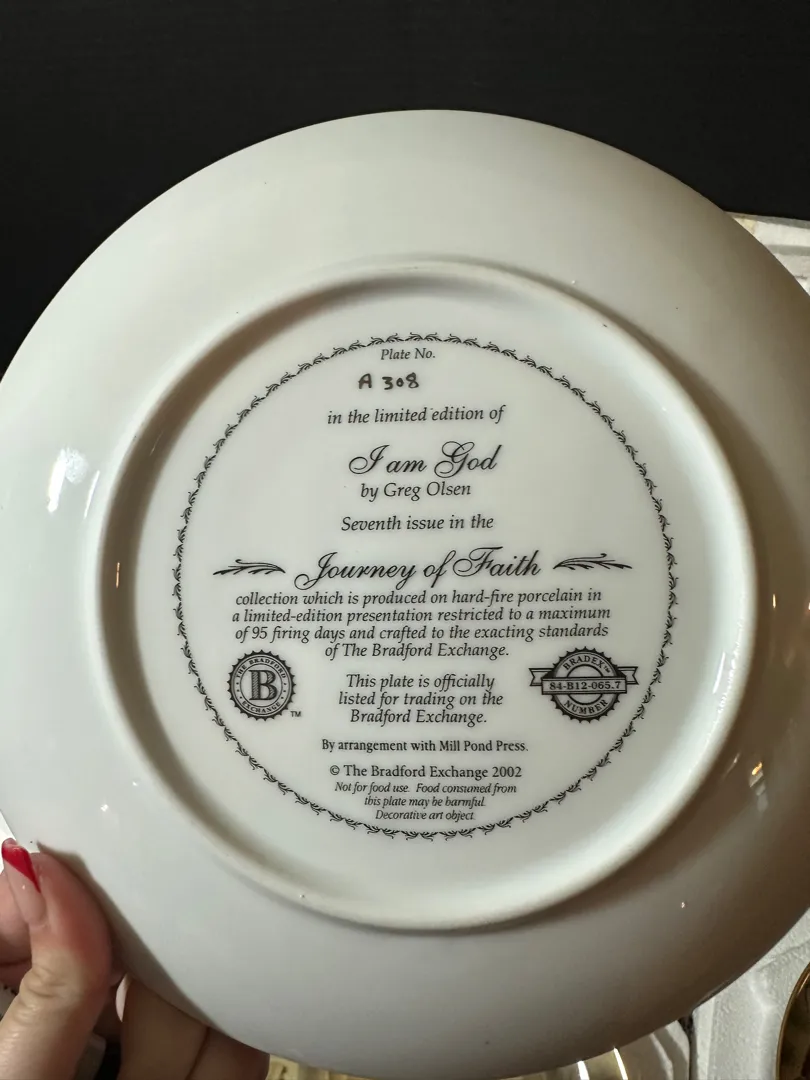 Plate No.
A 308
in the limited edition of
I am God
by Greg Olsen
Seventh issue in the
Journey of Faith
collection which is produced on hard-fire porcelain in
a limited-edition presentation restricted to a maximum
of 95 firing days and crafted to the exacting standards
of The Bradford Exchange.
THE BRADFORD
B
EXCHANGE
TM
This plate is officially
listed for trading on the
Bradford Exchange.
BRADEX™
84-B12-065.7
NUMBER
By arrangement with Mill Pond Press.
© The Bradford Exchange 2002
Not for food use. Food consumed from
this plate may be harmful.
Decorative art object.